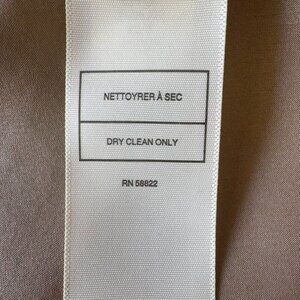 NETTOYRER À SEC
DRY CLEAN ONLY
RN 58822